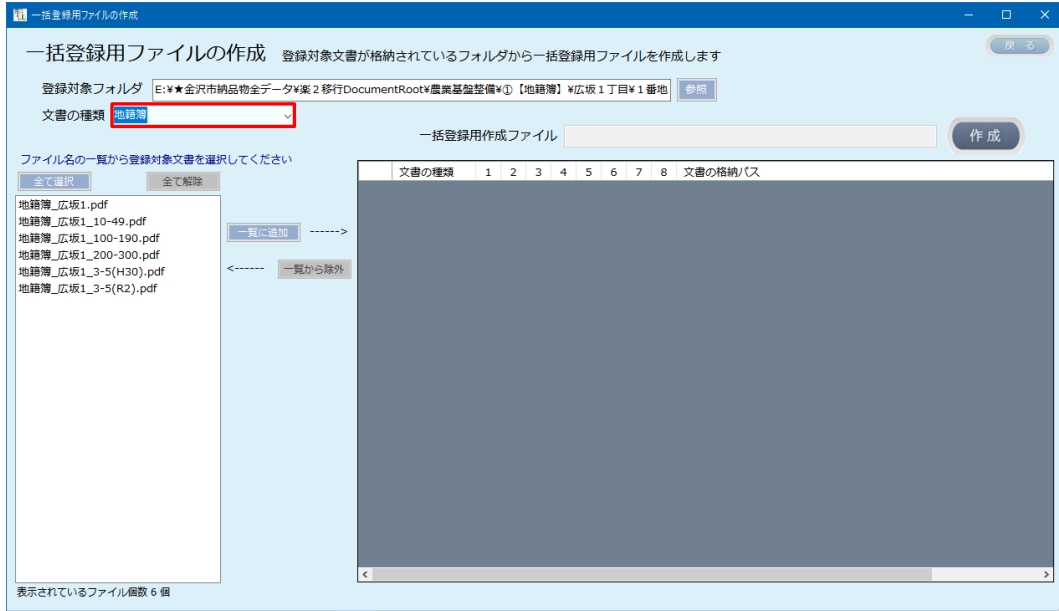 一括登録用ファイルの作成
一括登録用ファイルの作成 登録対象文書が格納されているフォルダから一括登録用ファイルを作成します
戻 る
登録対象フォルダ E:¥★金沢市納品物全データ¥楽2移行DocumentRoot¥農業基盤整備¥①【地籍簿】¥広坂1丁目¥1番地 参照
文書の種類 地籍簿
一括登録用作成ファイル 作 成
ファイル名の一覧から登録対象文書を選択してください
全て選択 全て解除
文書の種類 1 2 3 4 5 6 7 8 文書の格納パス
地籍簿_広坂1.pdf
地籍簿_広坂1_10-49.pdf
地籍簿_広坂1_100-190.pdf
地籍簿_広坂1_200-300.pdf
地籍簿_広坂1_3-5(H30).pdf
地籍簿_広坂1_3-5(R2).pdf
一覧に追加 ------>
<------ 一覧から除外
表示されているファイル個数 6 個